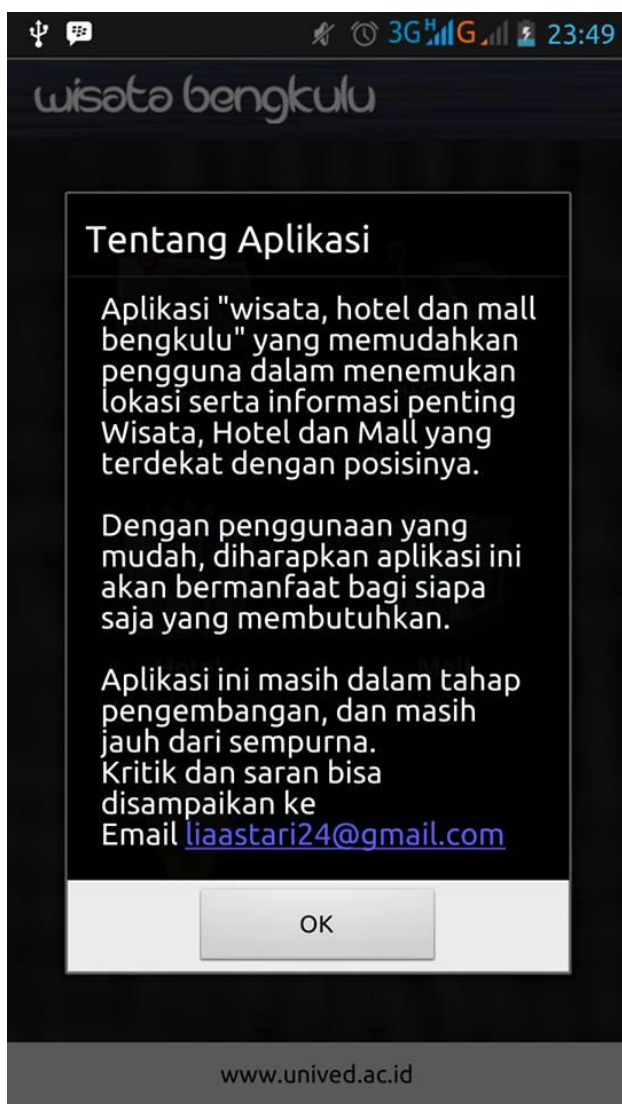 3G H G 23:49
wisata bengkulu
Tentang Aplikasi
Aplikasi "wisata, hotel dan mall
bengkulu" yang memudahkan
pengguna dalam menemukan
lokasi serta informasi penting
Wisata, Hotel dan Mall yang
terdekat dengan posisinya.
Dengan penggunaan yang
mudah, diharapkan aplikasi ini
akan bermanfaat bagi siapa
saja yang membutuhkan.
Hotel Mall
Aplikasi ini masih dalam tahap
pengembangan, dan masih
jauh dari sempurna.
Kritik dan saran bisa
disampaikan ke
Email liaastari24@gmail.com
OK
www.unived.ac.id